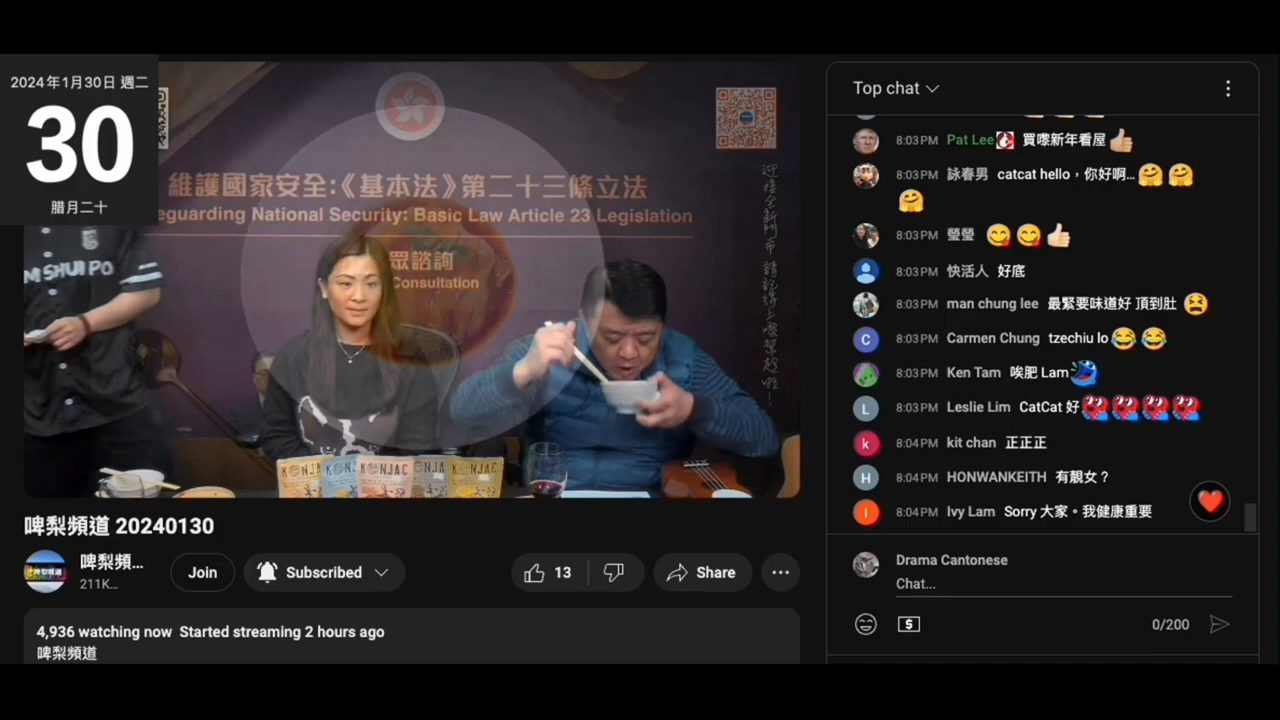 2024年1月30日 週二
30
腊月二十
維護國家安全:《基本法》第二十三條立法
eguarding National Security: Basic Law Article 23 Legislation
眾諮詢
Consultation
M SHUI PO
KONJAC
KONJAC
啤梨頻道 20240130
啤梨頻...
211K...
Join
Subscribed
13
Share
4,936 watching now Started streaming 2 hours ago
啤梨頻道
Top chat
8:03 PM Pat Lee 買嚟新年看屋
8:03 PM 詠春男 catcat hello，你好啊...
8:03 PM 瑩瑩
8:03 PM 快活人 好底
8:03 PM man chung lee 最緊要味道好 頂到肚
8:03 PM Carmen Chung tzechiu lo
8:03 PM Ken Tam 唉肥 Lam
8:03 PM Leslie Lim CatCat 好
8:04 PM kit chan 正正正
8:04 PM HONWANKEITH 有靚女？
8:04 PM Ivy Lam Sorry 大家。我健康重要
Drama Cantonese
Chat...
0/200